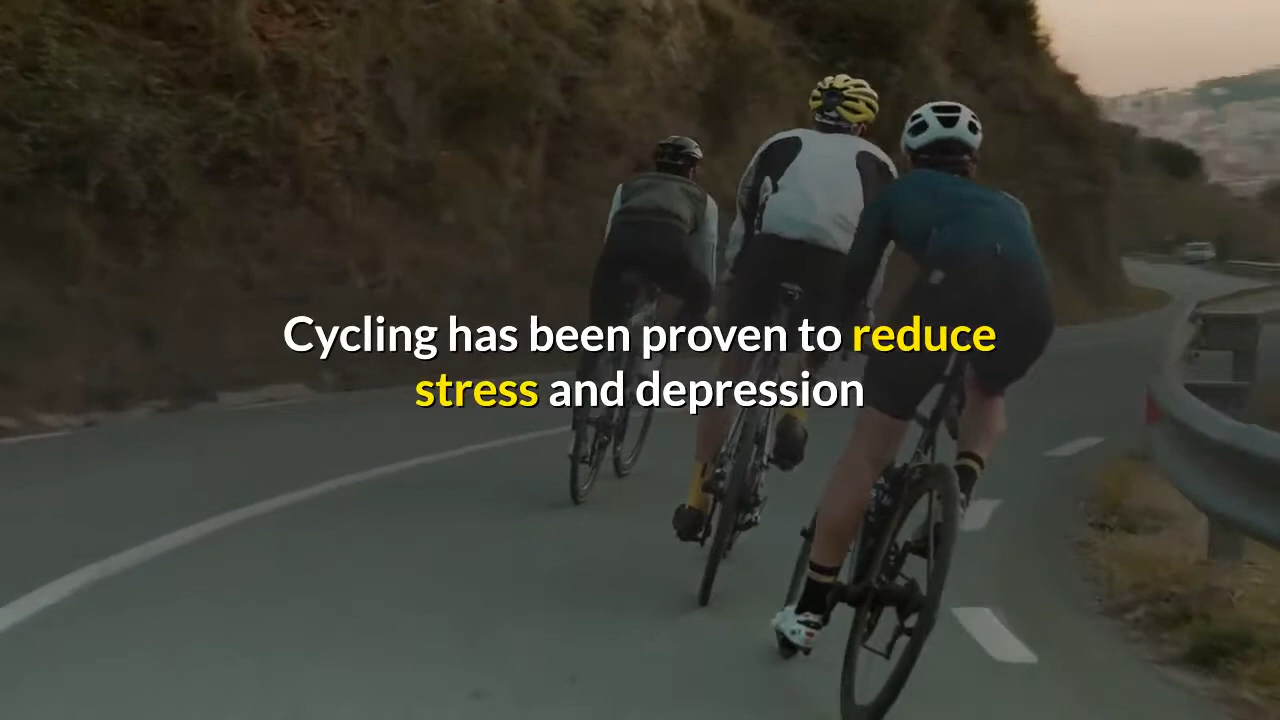 Cycling has been proven to reduce
stress and depression